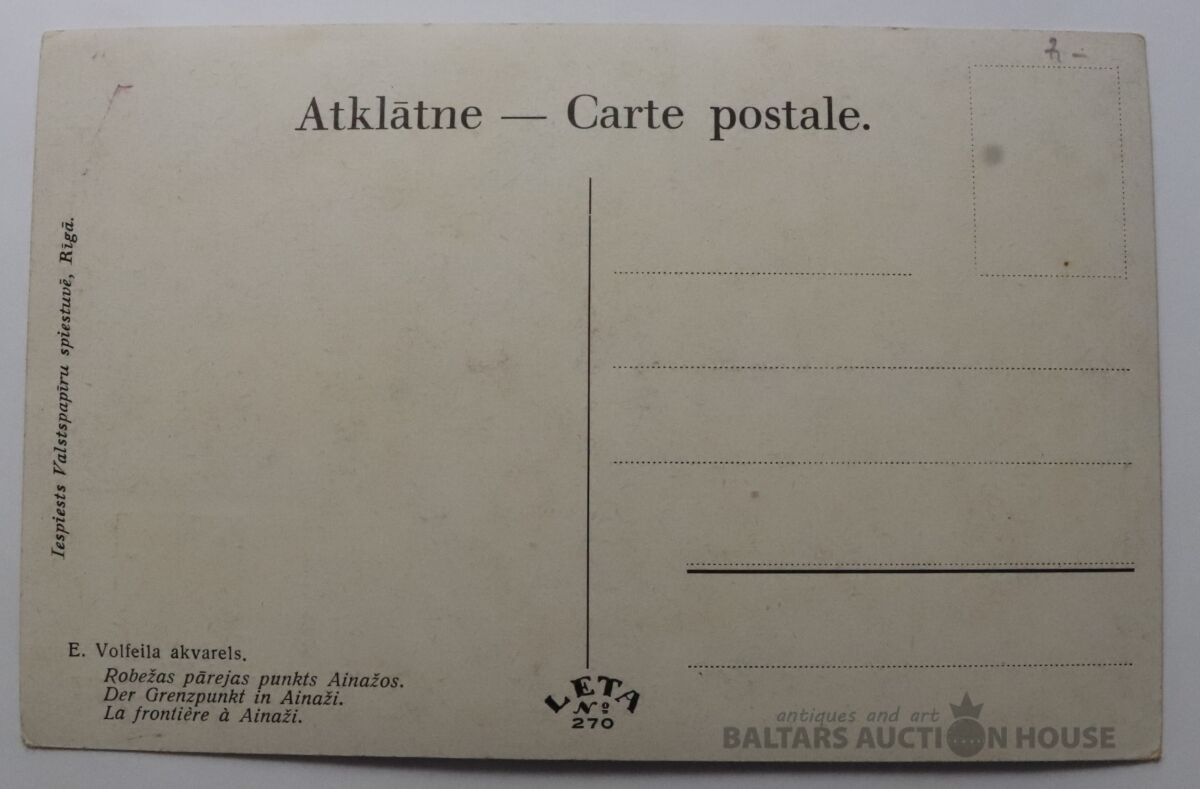 Atklātne — Carte postale.
Iespiests Valstspapīru spiestuvē, Rīgā.
E. Volfeila akvarels.
Robežas pārejas punkts Ainažos.
Der Grenzpunkt in Ainaži.
La frontière à Ainaži.
LETA
№
270
antiques and art
BALTARS AUCTION HOUSE